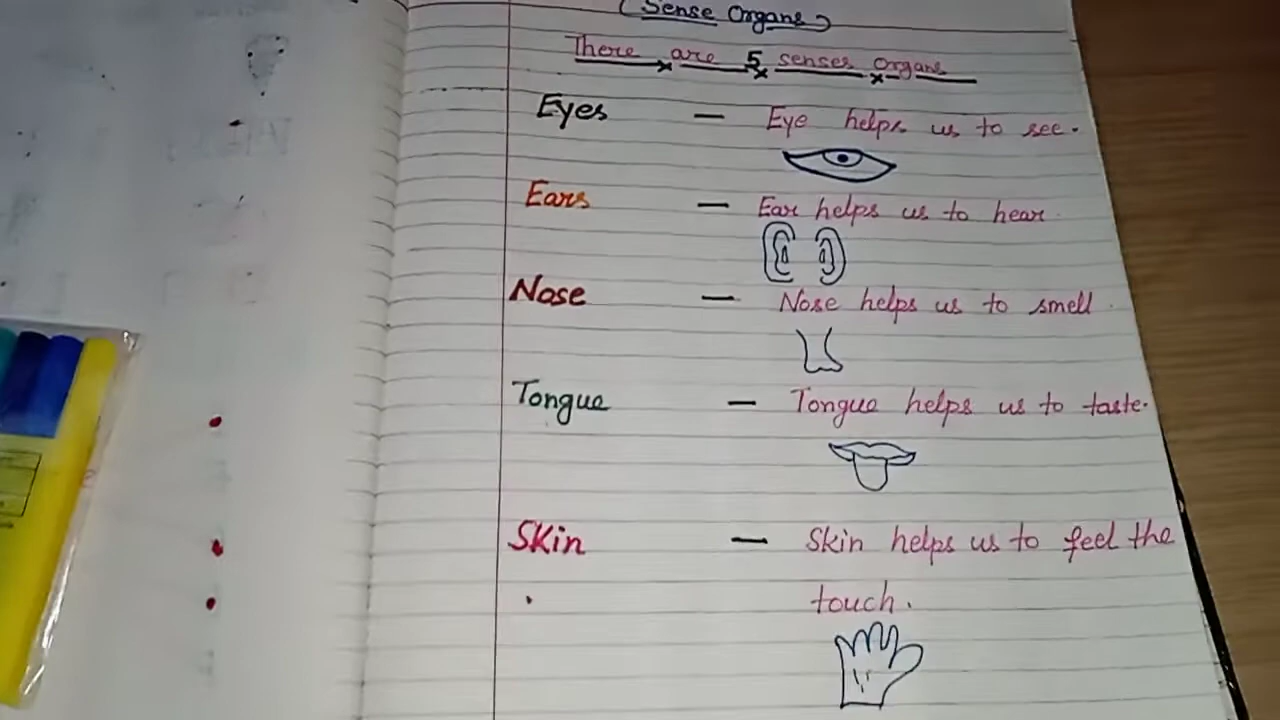 (Sense Organs)
There are 5 senses organs
Eyes — Eye helps us to see.
Ears — Ear helps us to hear
Nose — Nose helps us to smell.
Tongue — Tongue helps us to taste.
Skin — Skin helps us to feel the
touch.